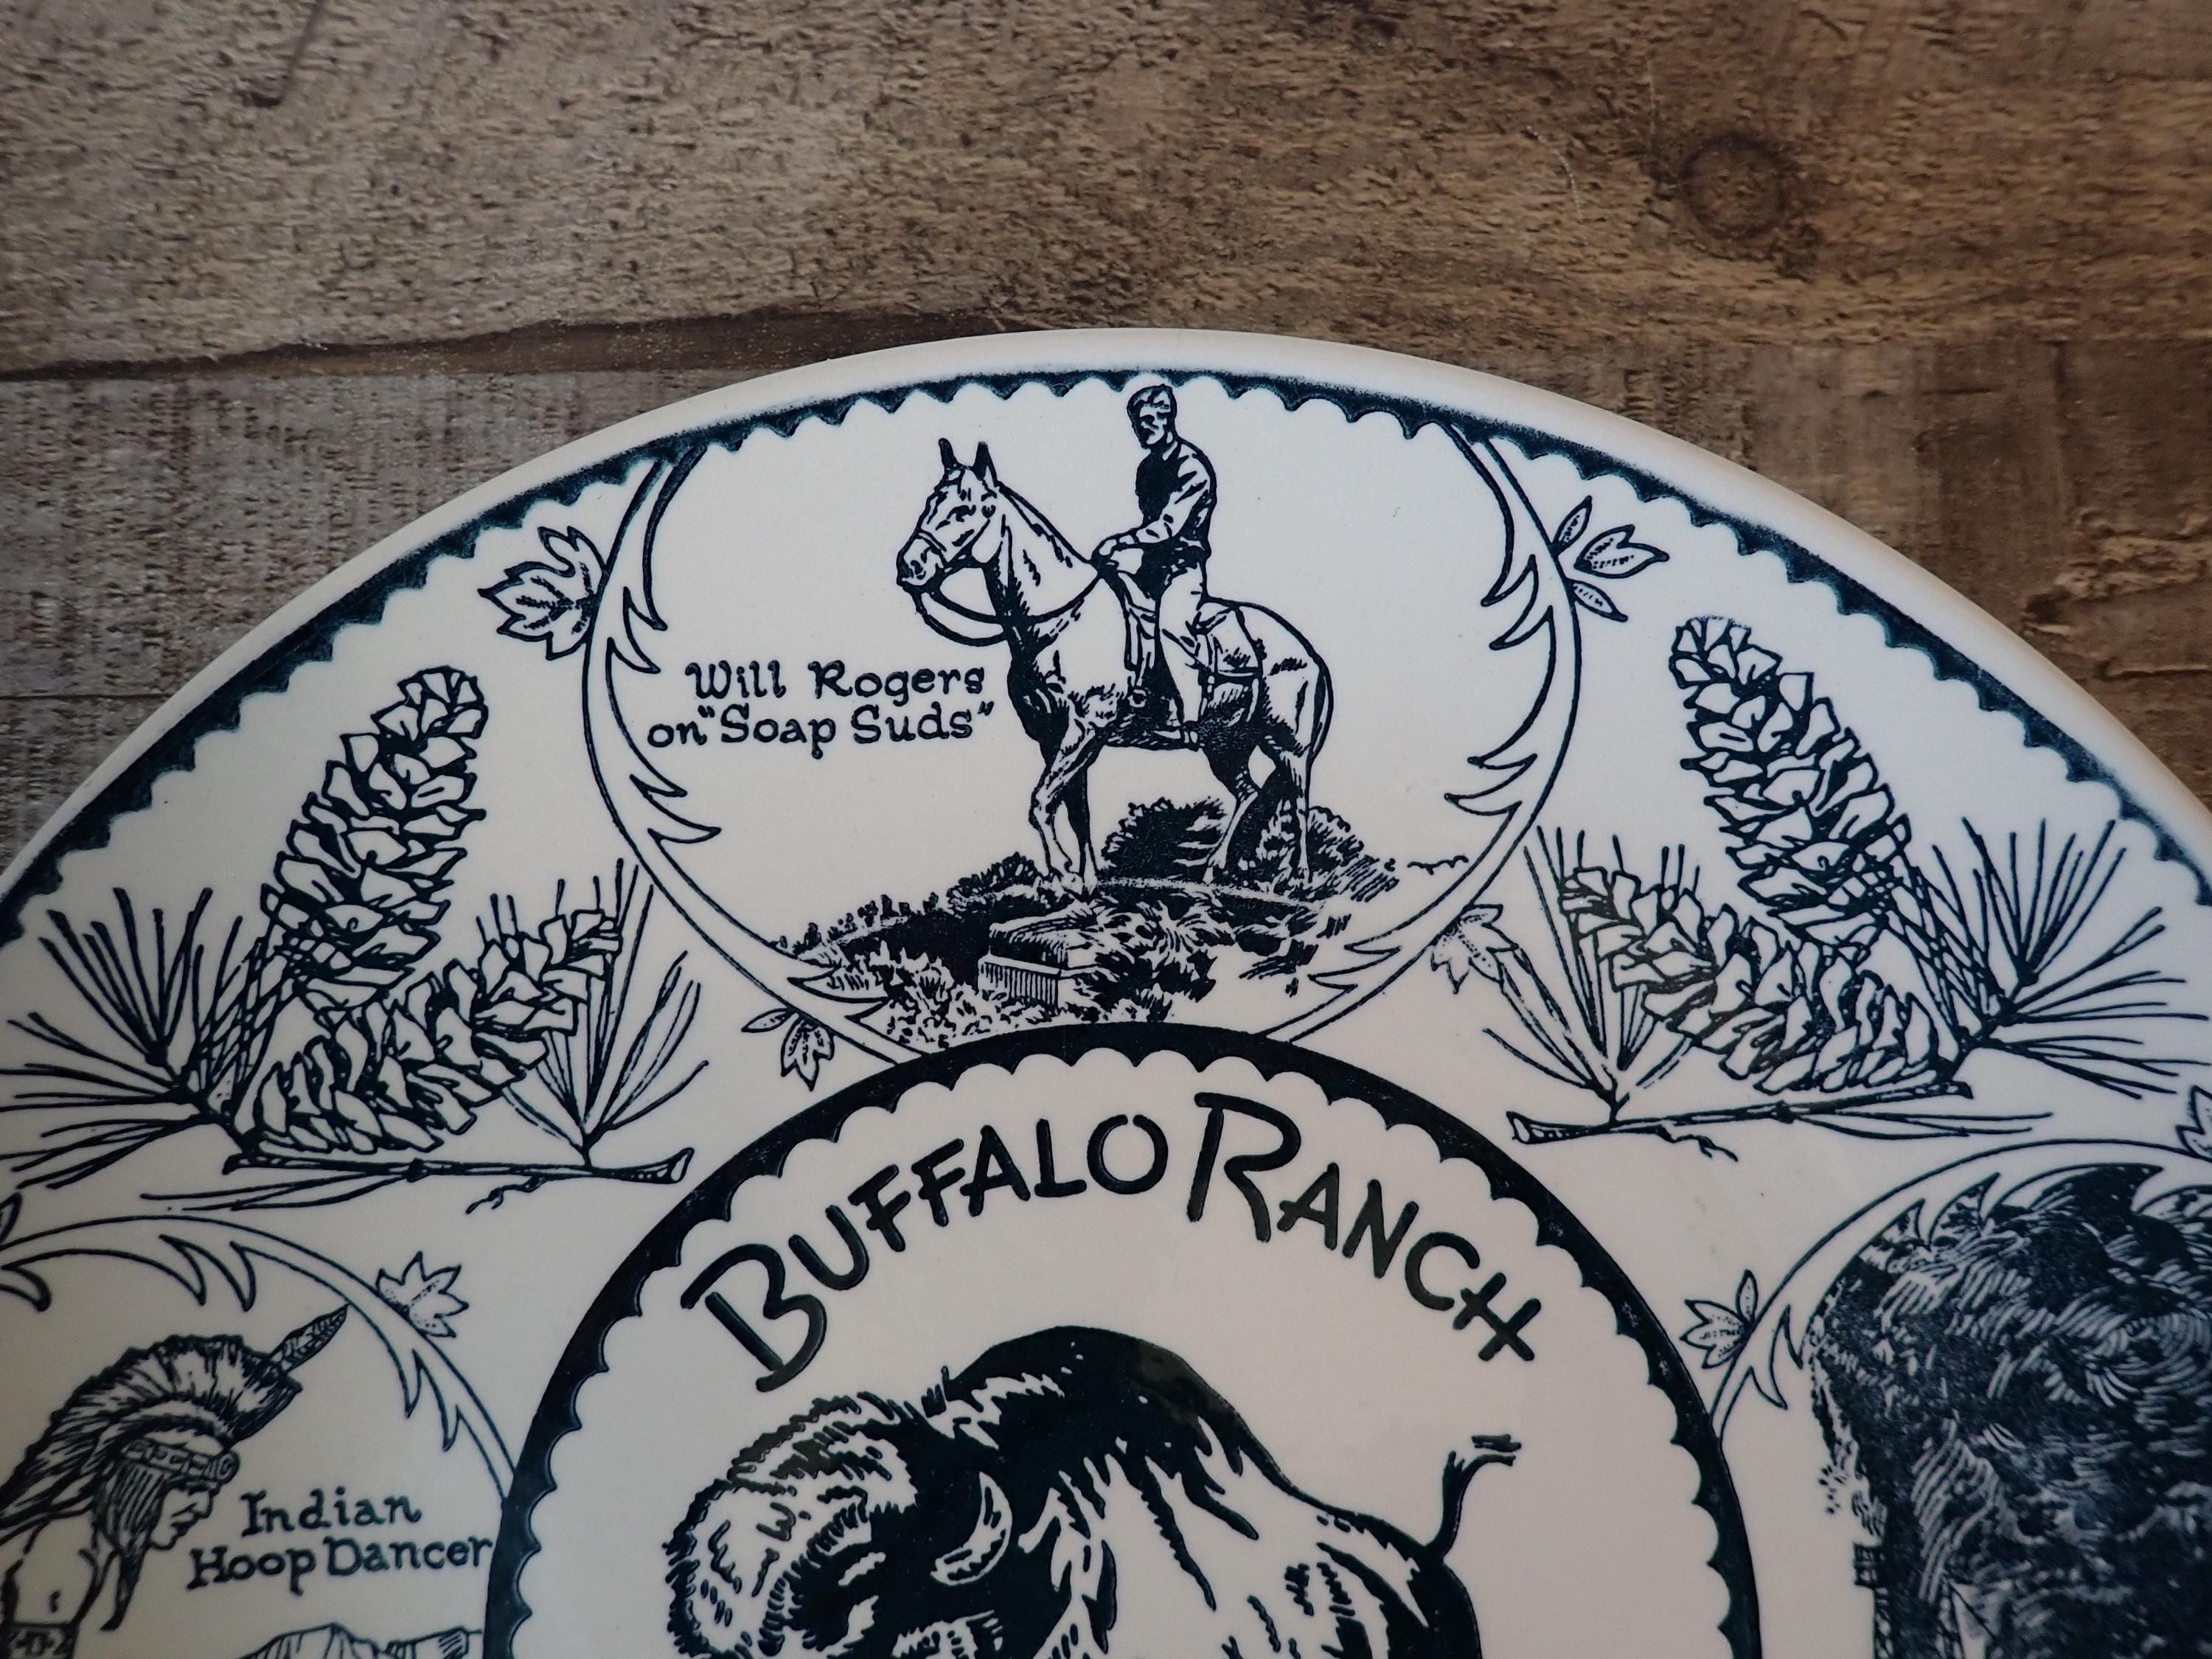 Will Rogers
on "Soap Suds"
BUFFALO RANCH
Indian
Hoop Dancer